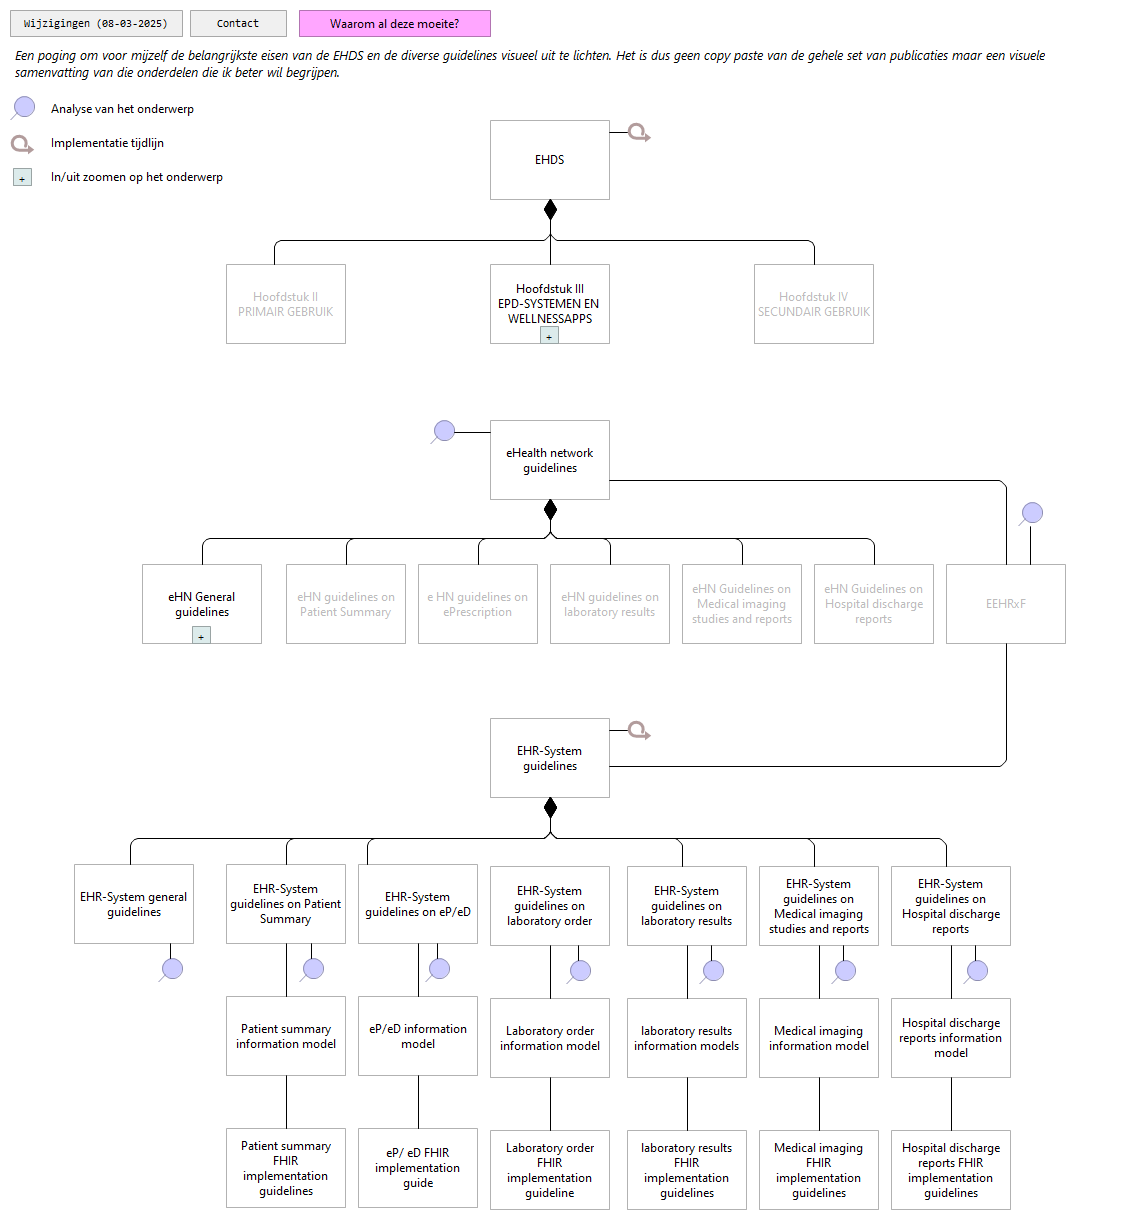 Wijzigingen (08-03-2025)
Contact
Waarom al deze moeite?
Een poging om voor mijzelf de belangrijkste eisen van de EHDS en de diverse guidelines visueel uit te lichten. Het is dus geen copy paste van de gehele set van publicaties maar een visuele
samenvatting van die onderdelen die ik beter wil begrijpen.
Analyse van het onderwerp
Implementatie tijdlijn
+
In/uit zoomen op het onderwerp
EHDS
Hoofdstuk II
PRIMAIR GEBRUIK
Hoofdstuk III
EPD-SYSTEMEN EN
WELLNESSAPPS
+
Hoofdstuk IV
SECUNDAIR GEBRUIK
eHealth network
guidelines
eHN General
guidelines
+
eHN guidelines on
Patient Summary
e HN guidelines on
ePrescription
eHN guidelines on
laboratory results
eHN Guidelines on
Medical imaging
studies and reports
eHN Guidelines on
Hospital discharge
reports
EEHRxF
EHR-System
guidelines
EHR-System general
guidelines
EHR-System
guidelines on Patient
Summary
EHR-System
guidelines on eP/eD
EHR-System
guidelines on
laboratory order
EHR-System
guidelines on
laboratory results
EHR-System
guidelines on
Medical imaging
studies and reports
EHR-System
guidelines on
Hospital discharge
reports
Patient summary
information model
eP/eD information
model
Laboratory order
information model
laboratory results
information models
Medical imaging
information model
Hospital discharge
reports information
model
Patient summary
FHIR
implementation
guidelines
eP/ eD FHIR
implementation
guide
Laboratory order
FHIR
implementation
guideline
laboratory results
FHIR
implementation
guidelines
Medical imaging
FHIR
implementation
guidelines
Hospital discharge
reports FHIR
implementation
guidelines